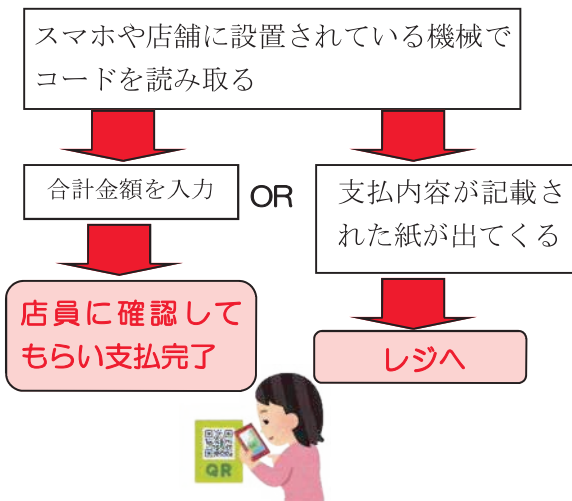 スマホや店舗に設置されている機械で
コードを読み取る
合計金額を入力
OR
支払内容が記載さ
れた紙が出てくる
店員に確認して
もらい支払完了
レジへ
QR